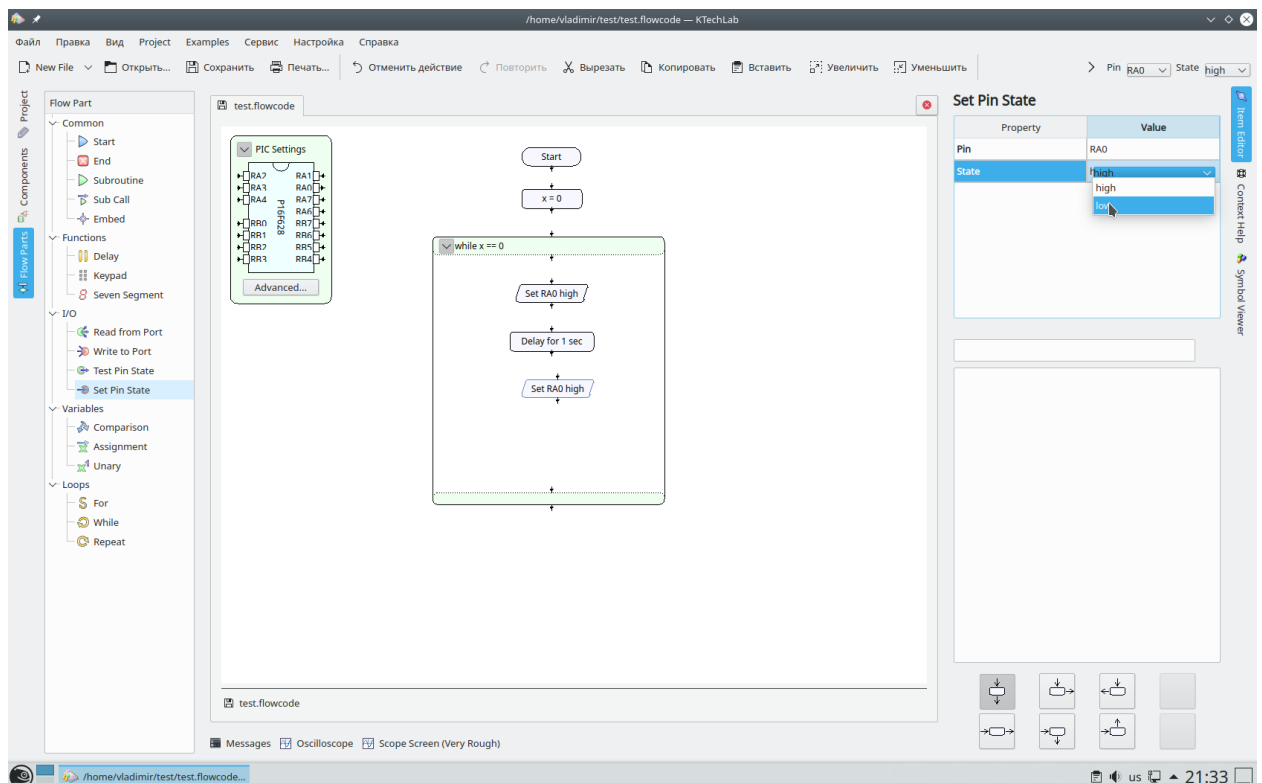 /home/vladimir/test/test.flowcode — KTechLab
Файл Правка Вид Project Examples Сервис Настройка Справка
New File Открыть... Сохранить Печать... Отменить действие Повторить Вырезать Копировать Вставить Увеличить Уменьшить Pin RA0 State high
Project
Components
Flow Parts
Flow Part
Common
Start
End
Subroutine
Sub Call
Embed
Functions
Delay
Keypad
Seven Segment
I/O
Read from Port
Write to Port
Test Pin State
Set Pin State
Variables
Comparison
Assignment
Unary
Loops
For
While
Repeat
test.flowcode
PIC Settings
RA2 RA1
RA3 RA0
RA4 RA7
RA6
RB0 RB7
RB1 RB6
RB2 RB5
RB3 RB4
P16F628
Advanced...
Start
x = 0
while x == 0
Set RA0 high
Delay for 1 sec
Set RA0 high
test.flowcode
Messages Oscilloscope Scope Screen (Very Rough)
Set Pin State
Property Value
Pin RA0
State high
high
low
Item Editor
Context Help
Symbol Viewer
/home/vladimir/test/test.flowcode...
us 21:33